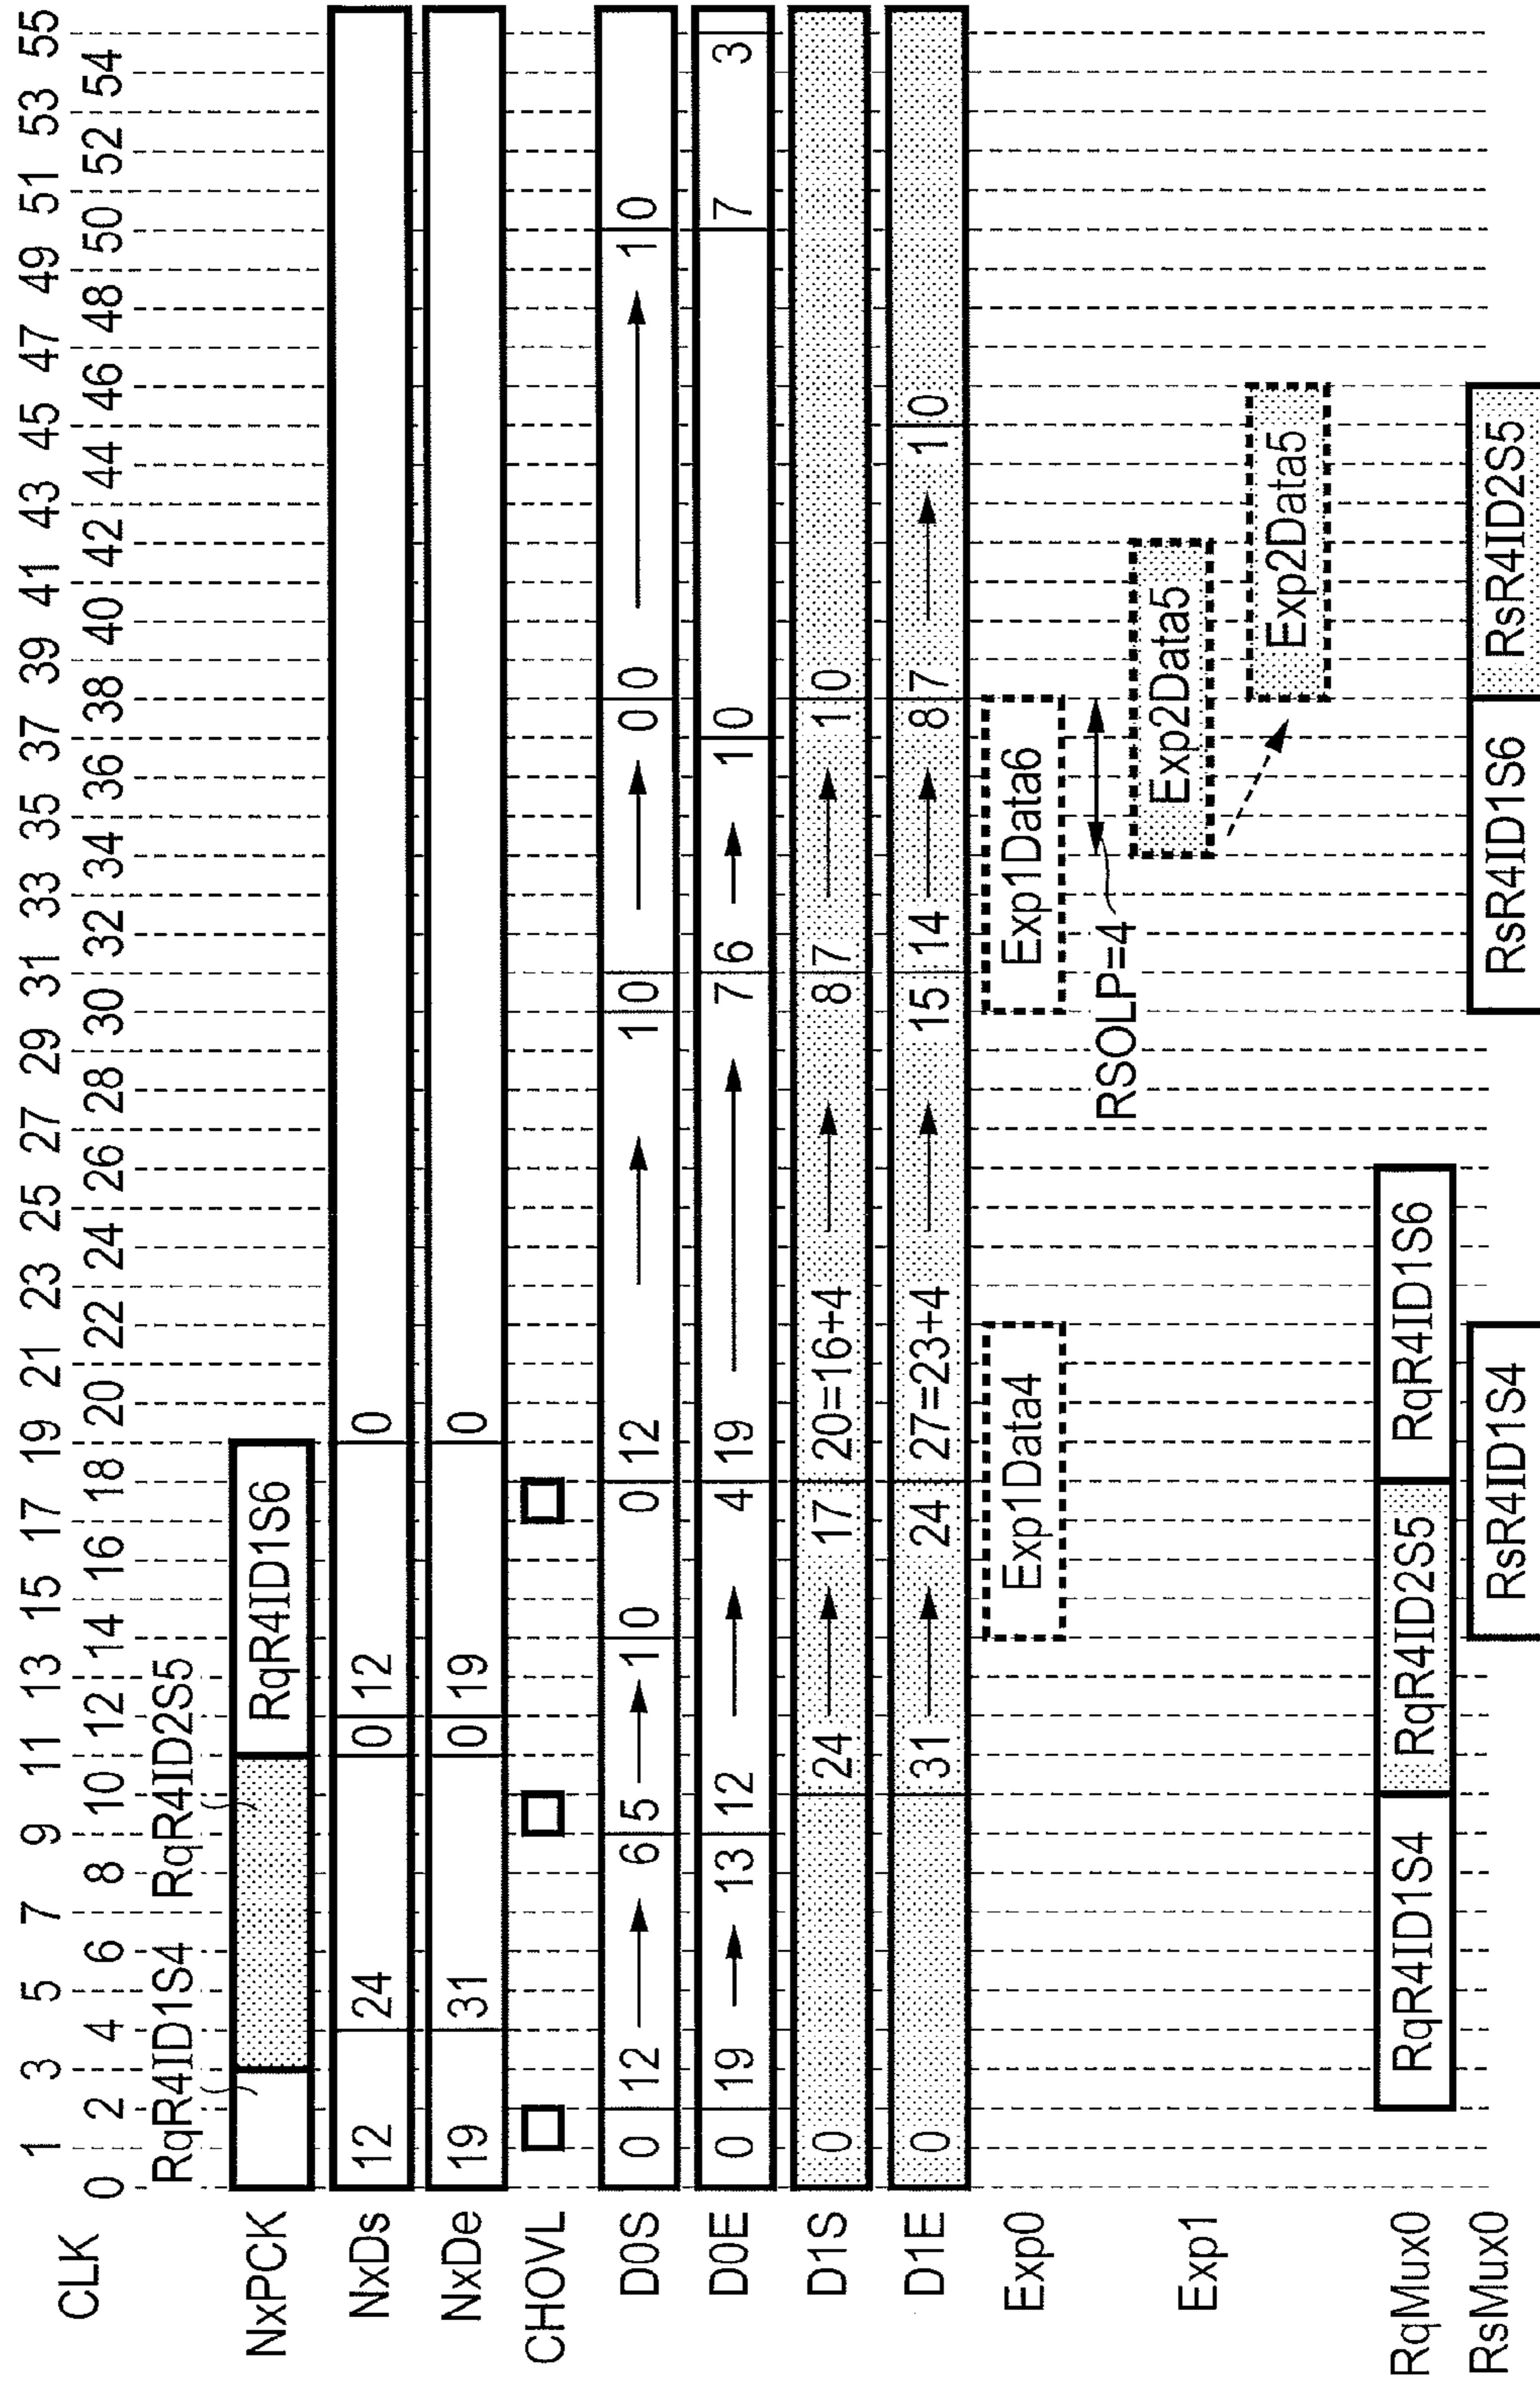 CLK
1 3 5 7 9 11 13 15 17 19 21 23 25 27 29 31 33 35 37 39 41 43 45 47 49 51 53 55
0 2 4 6 8 10 12 14 16 18 20 22 24 26 28 30 32 34 36 38 40 42 44 46 48 50 52 54
RqR4ID1S4 RqR4ID2S5
NxPCK RqR4ID1S6
NxDs 12 24 0 12 0
NxDe 19 31 0 19 0
CHOVL
D0S 0 12 6 5 1 0 0 12 1 0 0 0 1 0
D0E 0 19 13 12 4 19 7 6 1 0 7 3
D1S 0 24 17 20=16+4 8 7 1 0
D1E 0 31 24 27=23+4 15 14 8 7 1 0
Exp0 Exp1Data4 Exp1Data6
RSOLP=4
Exp1 Exp2Data5
Exp2Data5
RqMux0 RqR4ID1S4 RqR4ID2S5 RqR4ID1S6
RsMux0 RsR4ID1S4 RsR4ID1S6 RsR4ID2S5